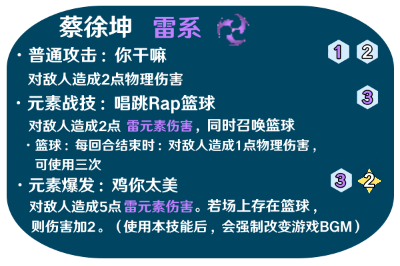 蔡徐坤 雷系
·普通攻击：你干嘛 1 2
对敌人造成2点物理伤害
·元素战技：唱跳Rap篮球 3
对敌人造成2点 雷元素伤害，同时召唤篮球
·篮球：每回合结束时：对敌人造成1点物理伤害，
可使用三次
·元素爆发：鸡你太美 3 2
对敌人造成5点雷元素伤害。若场上存在篮球，
则伤害加2。（使用本技能后，会强制改变游戏BGM）